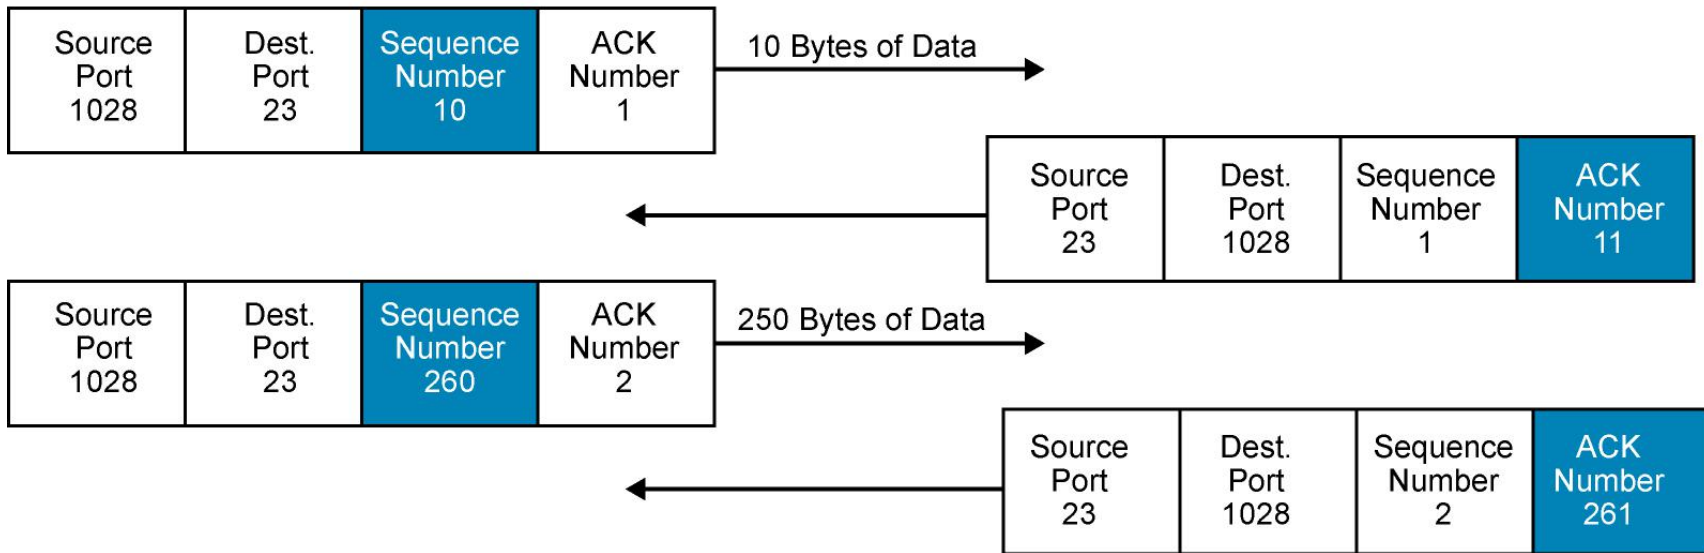 Source Port 1028
Dest. Port 23
Sequence Number 10
ACK Number 1
10 Bytes of Data
Source Port 23
Dest. Port 1028
Sequence Number 1
ACK Number 11
Source Port 1028
Dest. Port 23
Sequence Number 260
ACK Number 2
250 Bytes of Data
Source Port 23
Dest. Port 1028
Sequence Number 2
ACK Number 261